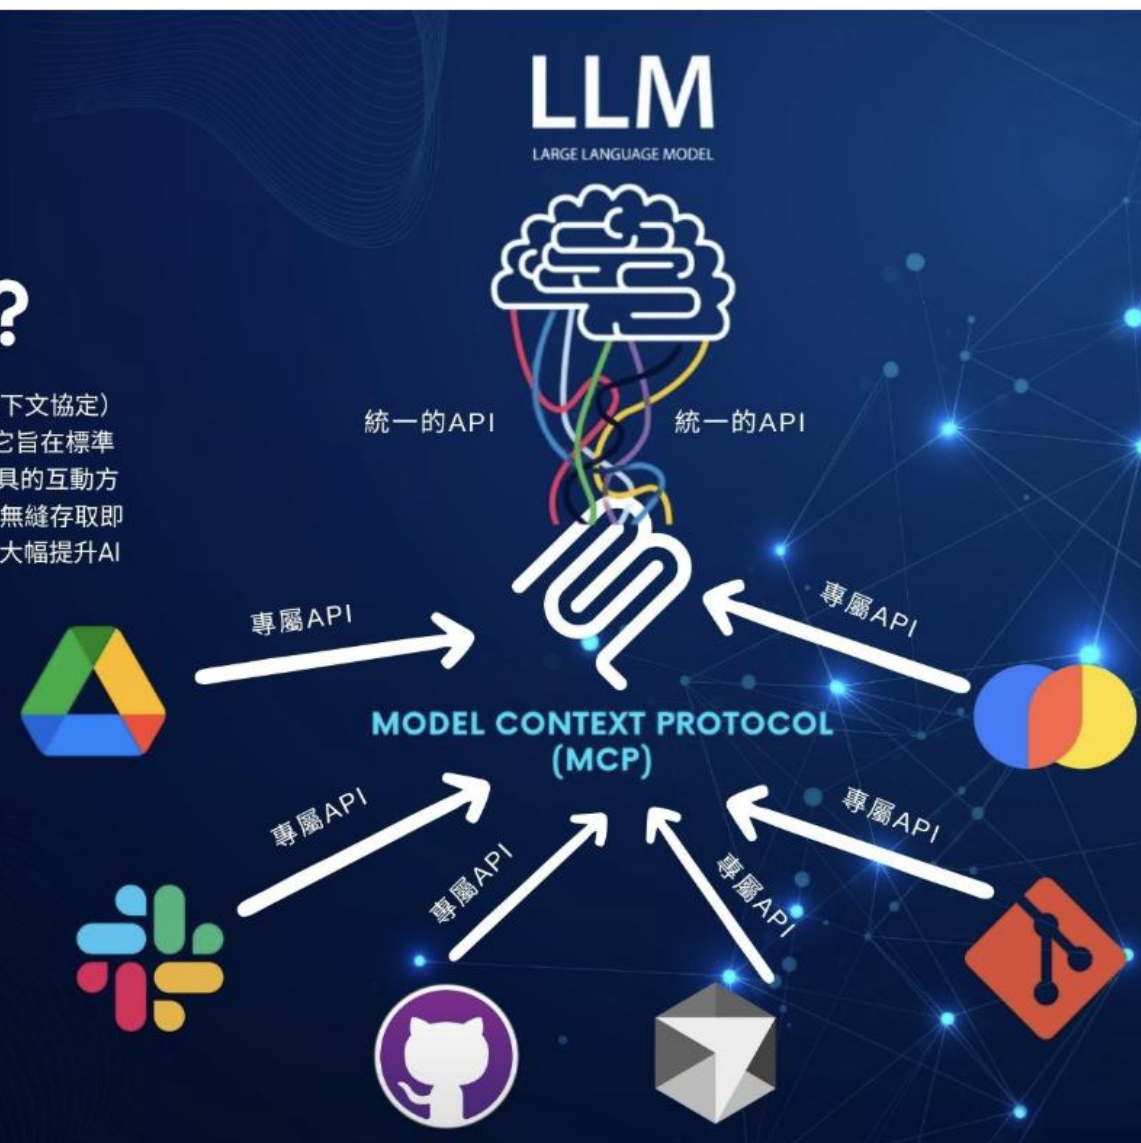 LLM
LARGE LANGUAGE MODEL
?
下文協定）
它旨在標準
具的互動方
無縫存取即
大幅提升AI
統一的API
統一的API
專屬API
專屬API
MODEL CONTEXT PROTOCOL
(MCP)
專屬API
專屬API
專屬API
專屬API